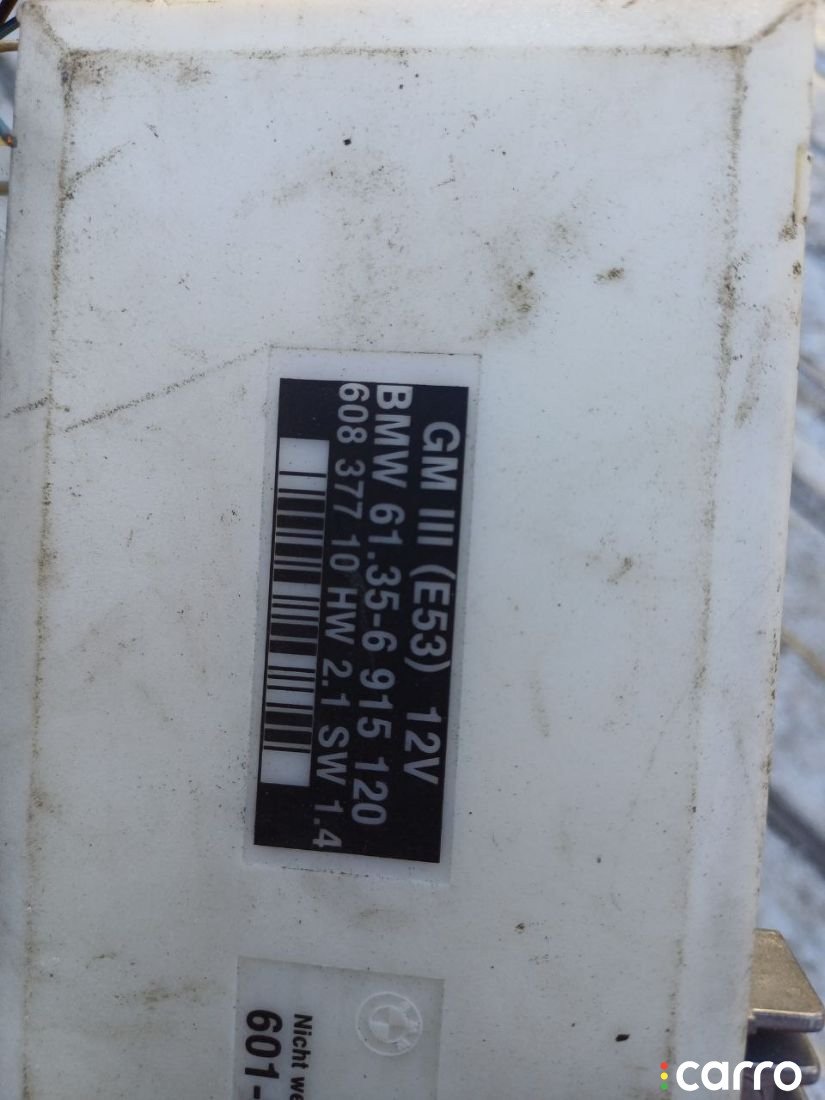 GM III (E53) 12V
BMW 61.35-6 915 120
608 377 10 HW 2.1 SW 1.4
Nicht
601-
carro